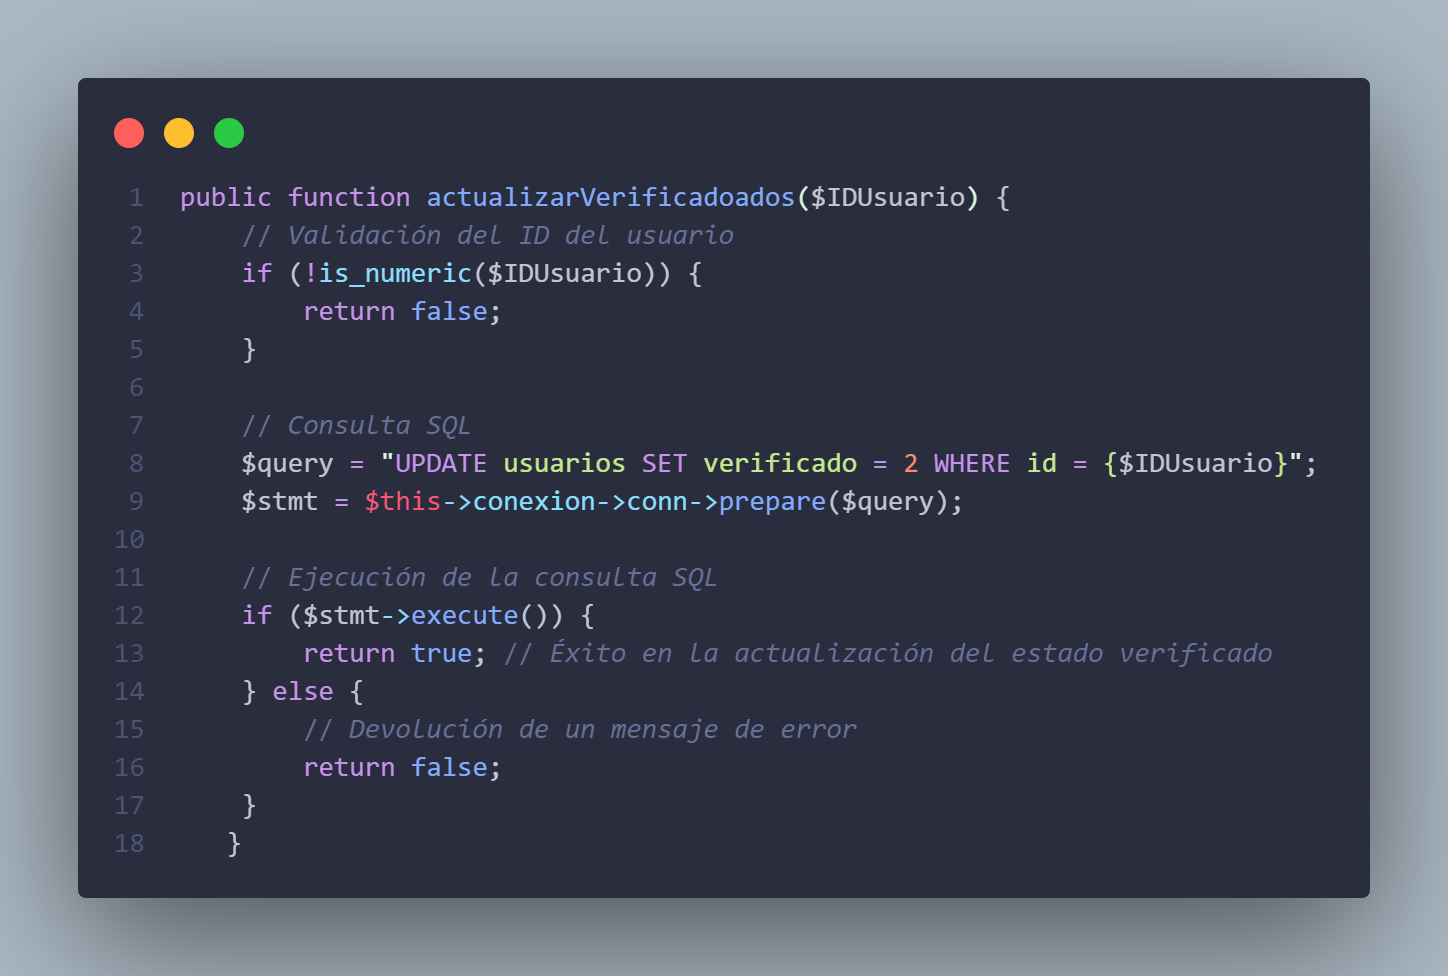 1 public function actualizarVerificadoados($IDUsuario) {
2     // Validación del ID del usuario
3     if (!is_numeric($IDUsuario)) {
4         return false;
5     }
6
7     // Consulta SQL
8     $query = "UPDATE usuarios SET verificado = 2 WHERE id = {$IDUsuario}";
9     $stmt = $this->conexion->conn->prepare($query);
10
11     // Ejecución de la consulta SQL
12     if ($stmt->execute()) {
13         return true; // Éxito en la actualización del estado verificado
14     } else {
15         // Devolución de un mensaje de error
16         return false;
17     }
18    }